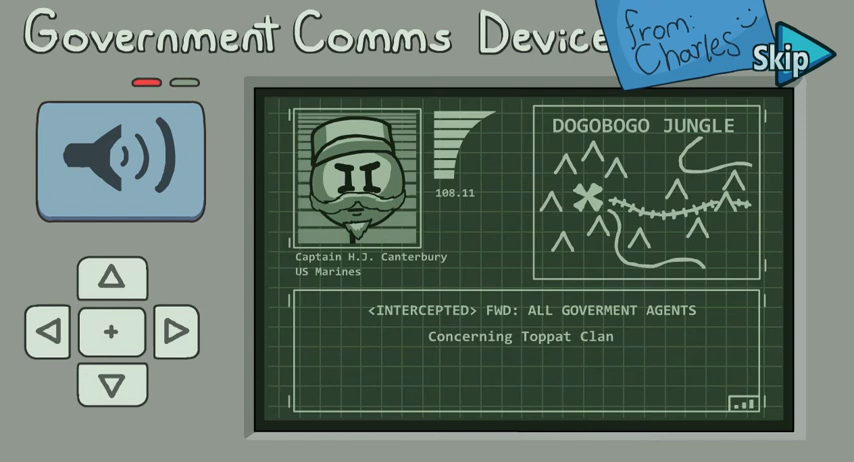 Government Comms Device
from:
Charles
Skip
DOGOBOGO JUNGLE
108.11
Captain H.J. Canterbury
US Marines
<INTERCEPTED> FWD: ALL GOVERMENT AGENTS
Concerning Toppat Clan